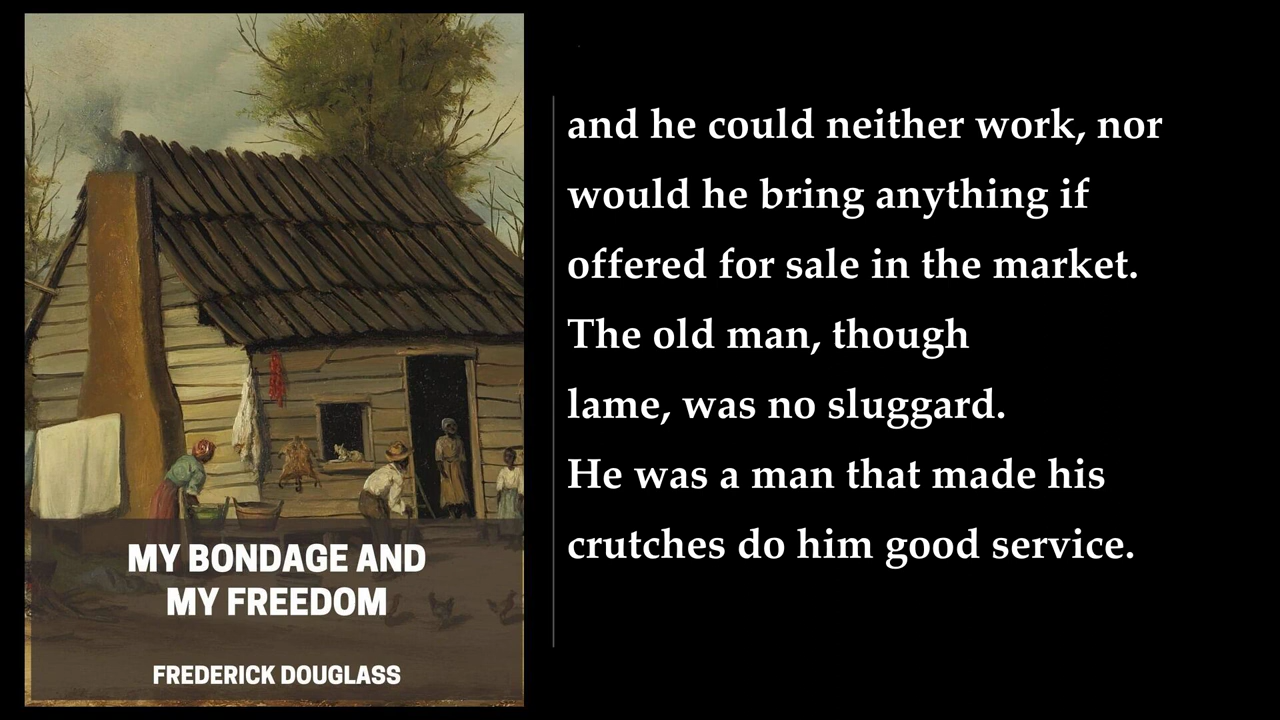 MY BONDAGE AND
MY FREEDOM
FREDERICK DOUGLASS
and he could neither work, nor
would he bring anything if
offered for sale in the market.
The old man, though
lame, was no sluggard.
He was a man that made his
crutches do him good service.